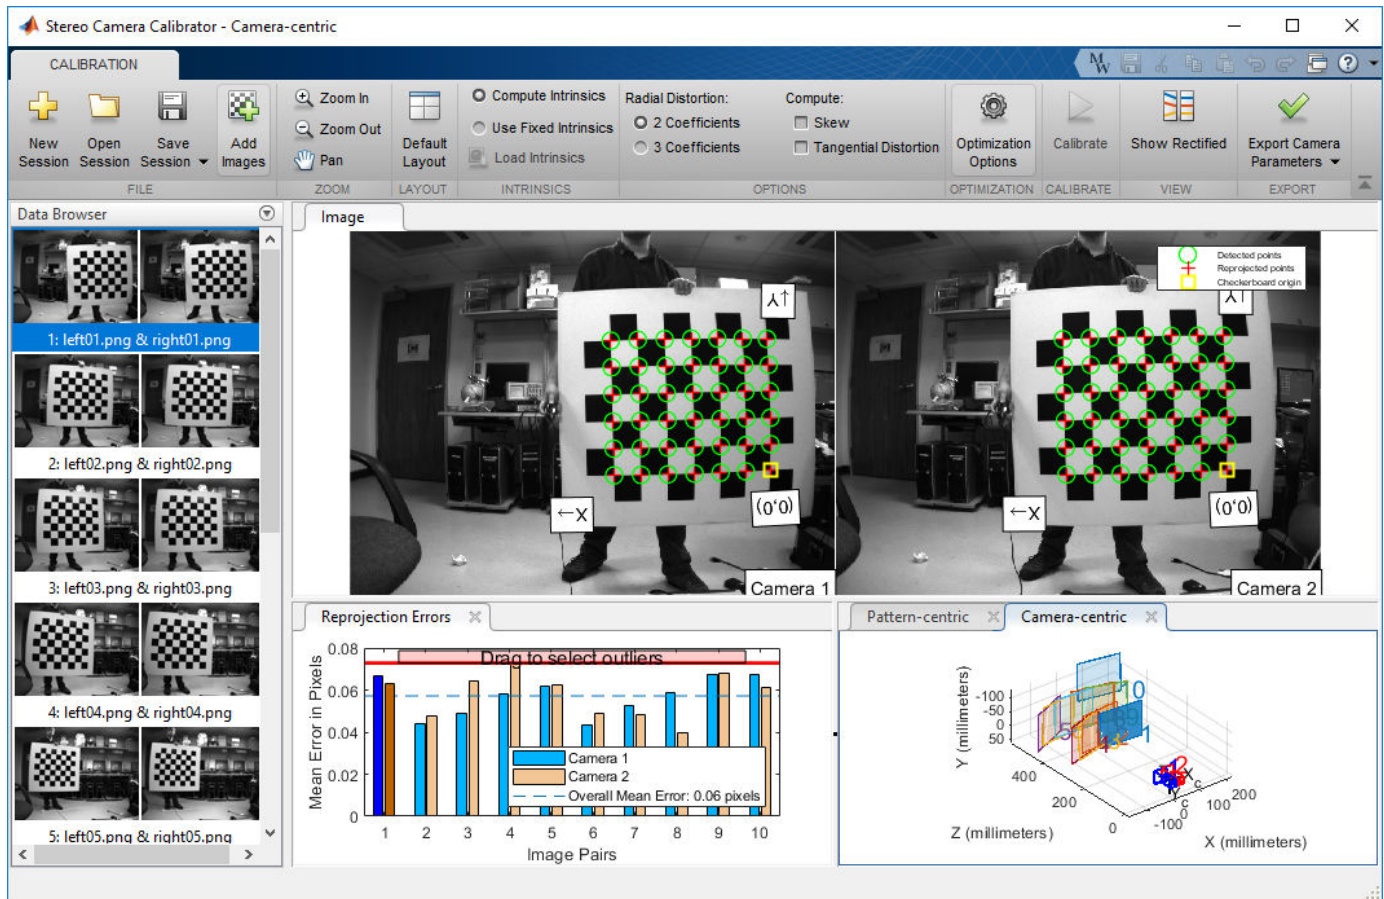 Stereo Camera Calibrator - Camera-centric
CALIBRATION
New Session
Open Session
Save Session
Add Images
FILE
Zoom In
Zoom Out
Pan
ZOOM
Default Layout
LAYOUT
Compute Intrinsics
Use Fixed Intrinsics
Load Intrinsics
INTRINSICS
Radial Distortion:
2 Coefficients
3 Coefficients
Compute:
Skew
Tangential Distortion
OPTIONS
Optimization Options
OPTIMIZATION
Calibrate
CALIBRATE
Show Rectified
VIEW
Export Camera Parameters
EXPORT
Data Browser
1: left01.png & right01.png
2: left02.png & right02.png
3: left03.png & right03.png
4: left04.png & right04.png
5: left05.png & right05.png
Image
Y↑
←X
(0,0)
Camera 1
Detected points
Reprojected points
Checkerboard origin
Y↑
←X
(0,0)
Camera 2
Reprojection Errors
Drag to select outliers
Mean Error in Pixels
0.08
0.06
0.04
0.02
0
Camera 1
Camera 2
Overall Mean Error: 0.06 pixels
1 2 3 4 5 6 7 8 9 10
Image Pairs
Pattern-centric
Camera-centric
Y (millimeters)
-100
-50
0
50
400
200
0
Z (millimeters)
-100
0
100
200
X (millimeters)